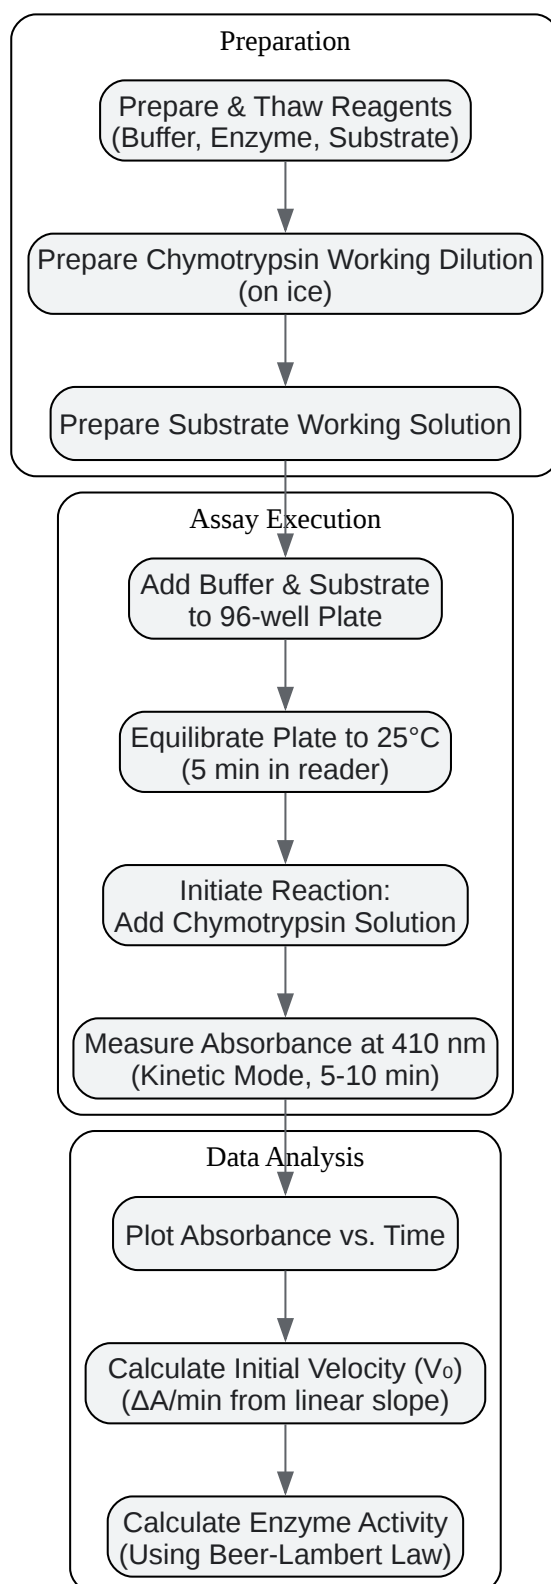 Preparation
Prepare & Thaw Reagents
(Buffer, Enzyme, Substrate)
Prepare Chymotrypsin Working Dilution
(on ice)
Prepare Substrate Working Solution
Assay Execution
Add Buffer & Substrate
to 96-well Plate
Equilibrate Plate to 25°C
(5 min in reader)
Initiate Reaction:
Add Chymotrypsin Solution
Measure Absorbance at 410 nm
(Kinetic Mode, 5-10 min)
Data Analysis
Plot Absorbance vs. Time
Calculate Initial Velocity (V₀)
(ΔA/min from linear slope)
Calculate Enzyme Activity
(Using Beer-Lambert Law)